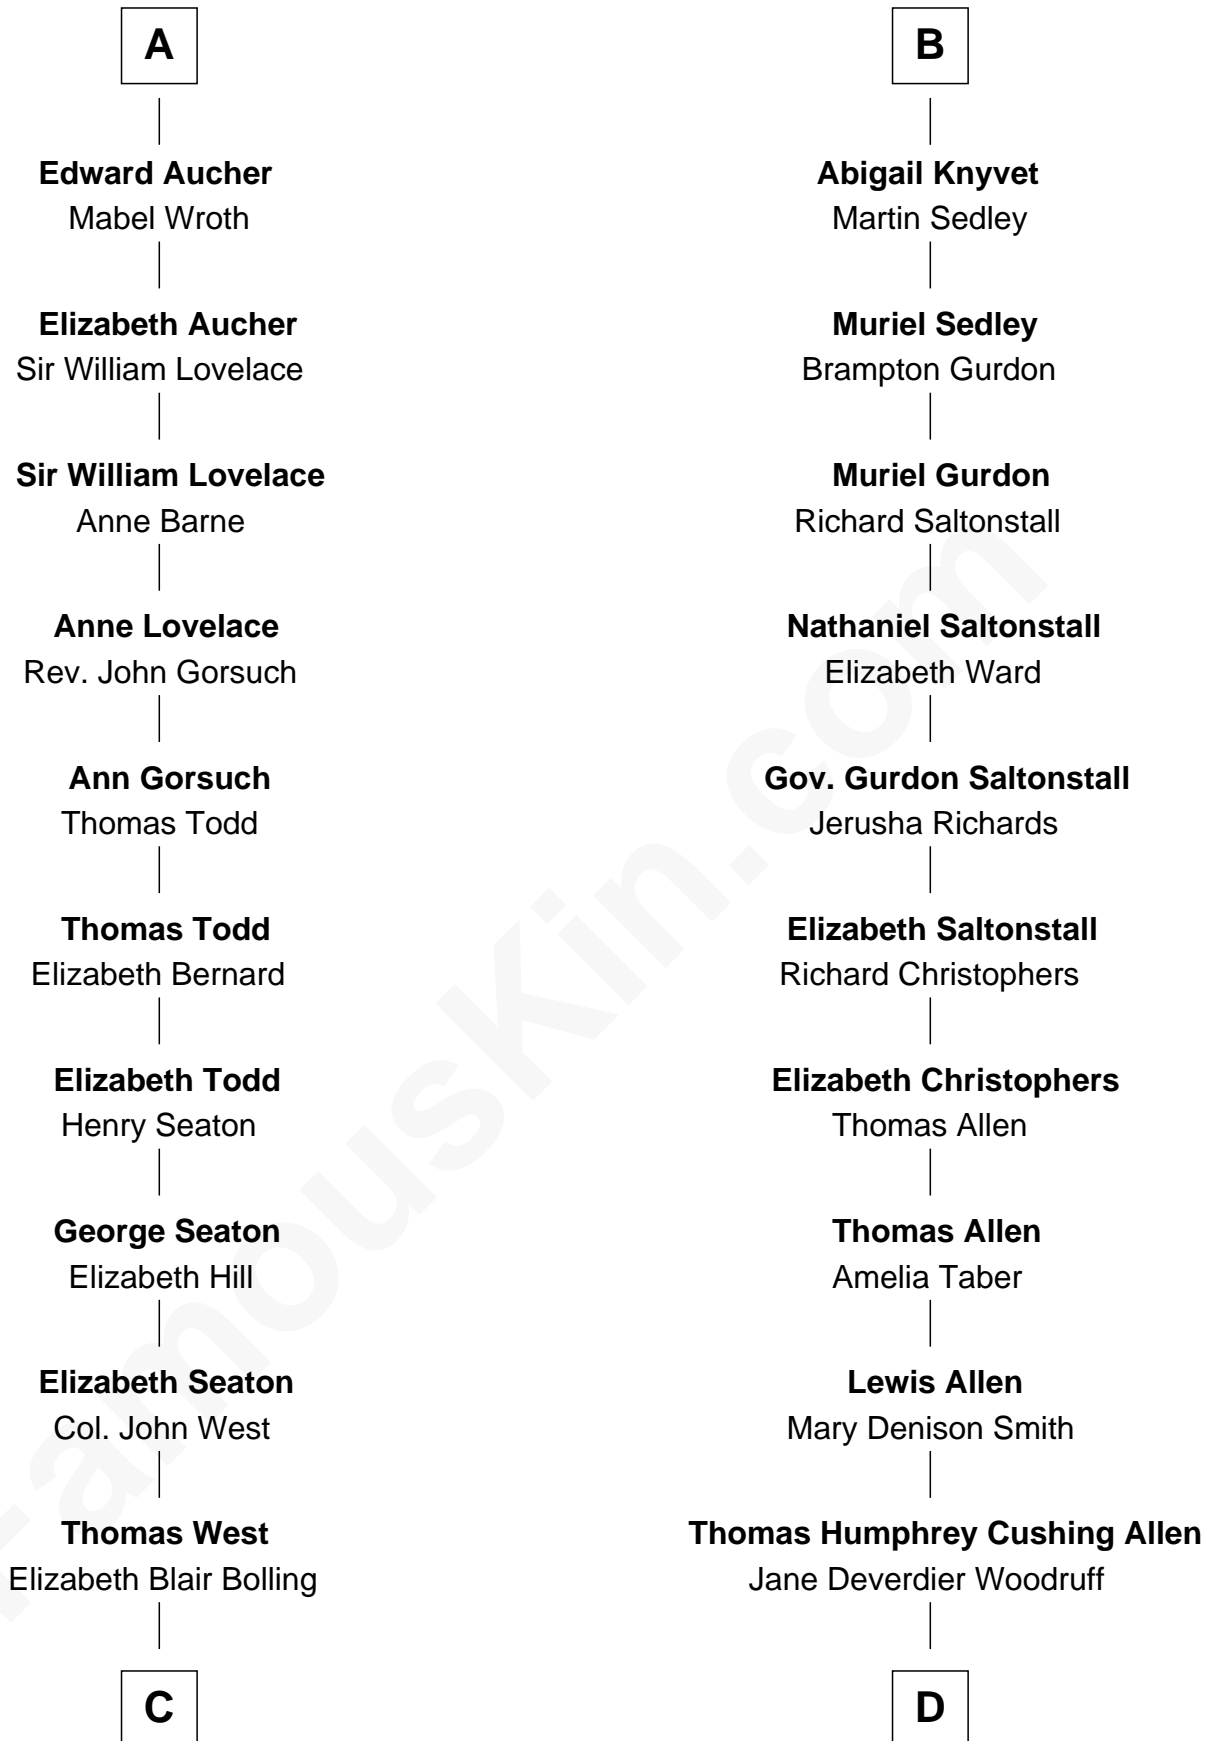 A
Edward Aucher
Mabel Wroth
Elizabeth Aucher
Sir William Lovelace
Sir William Lovelace
Anne Barne
Anne Lovelace
Rev. John Gorsuch
Ann Gorsuch
Thomas Todd
Thomas Todd
Elizabeth Bernard
Elizabeth Todd
Henry Seaton
George Seaton
Elizabeth Hill
Elizabeth Seaton
Col. John West
Thomas West
Elizabeth Blair Bolling
C
B
Abigail Knyvet
Martin Sedley
Muriel Sedley
Brampton Gurdon
Muriel Gurdon
Richard Saltonstall
Nathaniel Saltonstall
Elizabeth Ward
Gov. Gurdon Saltonstall
Jerusha Richards
Elizabeth Saltonstall
Richard Christophers
Elizabeth Christophers
Thomas Allen
Thomas Allen
Amelia Taber
Lewis Allen
Mary Denison Smith
Thomas Humphrey Cushing Allen
Jane Deverdier Woodruff
D
FamousKin.com